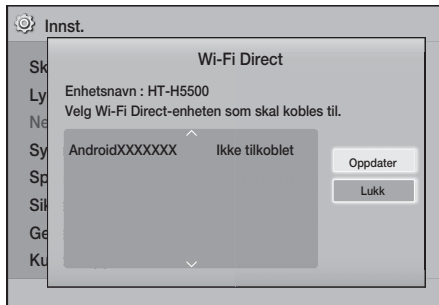 Innst.
Wi-Fi Direct
Enhetsnavn : HT-H5500
Velg Wi-Fi Direct-enheten som skal kobles til.
AndroidXXXXXXX Ikke tilkoblet
Oppdater
Lukk
Sk
Ly
Ne
Sy
Sp
Sik
Ge
Ku